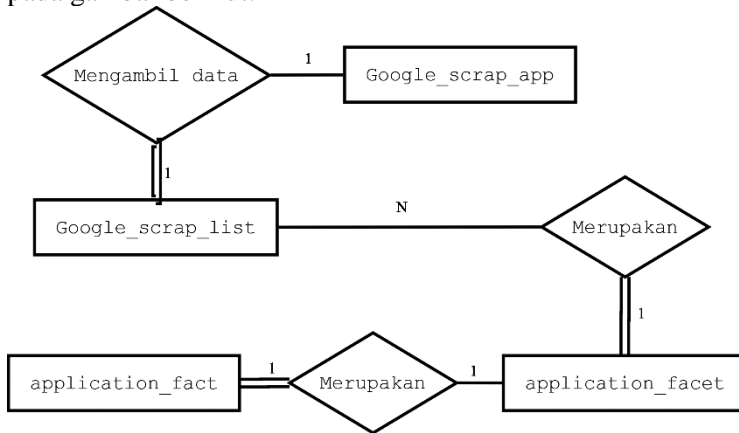 Mengambil data
1
Google_scrap_app
1
Google_scrap_list
N
Merupakan
1
application_fact
1
Merupakan
1
application_facet